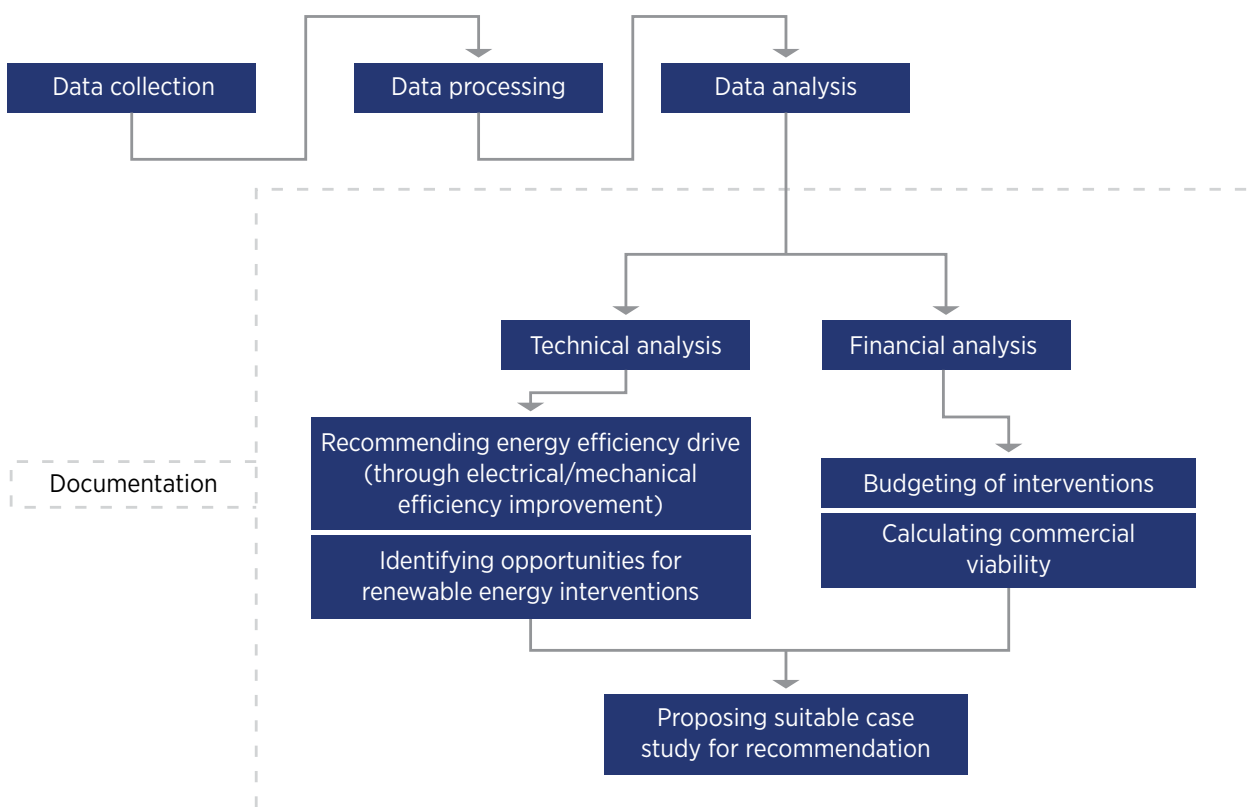 Data collection
Data processing
Data analysis
Technical analysis
Financial analysis
Recommending energy efficiency drive
(through electrical/mechanical
efficiency improvement)
Documentation
Budgeting of interventions
Calculating commercial
viability
Identifying opportunities for
renewable energy interventions
Proposing suitable case
study for recommendation